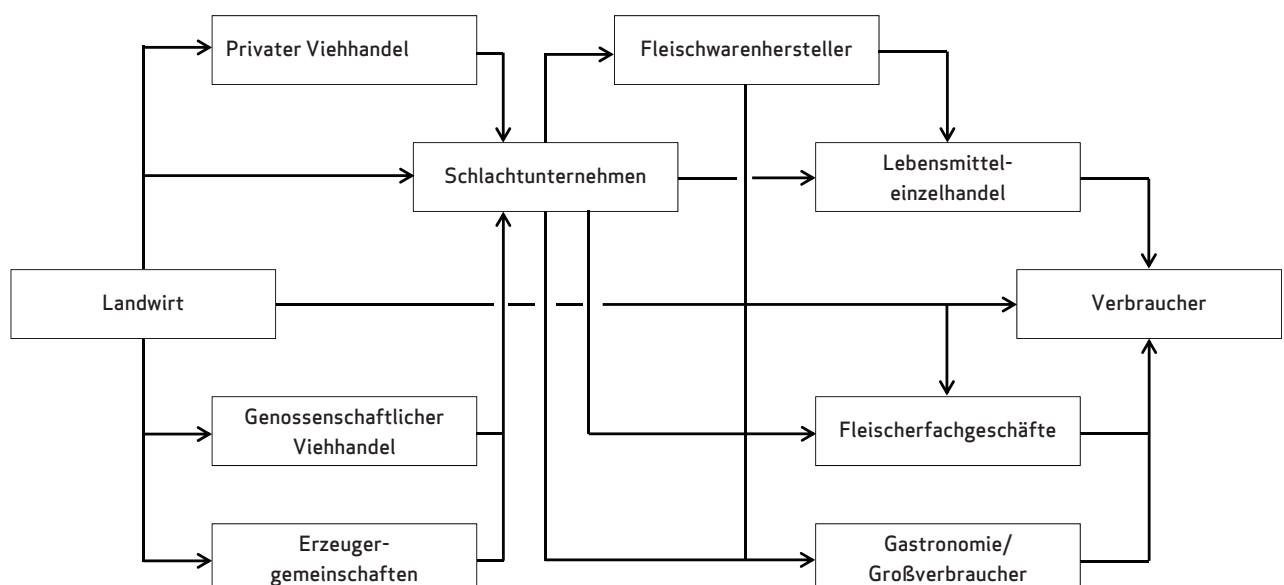 Privater Viehhandel
Fleischwarenhersteller
Schlachtunternehmen
Lebensmittel-
einzelhandel
Landwirt
Verbraucher
Genossenschaftlicher
Viehhandel
Fleischerfachgeschäfte
Erzeuger-
gemeinschaften
Gastronomie/
Großverbraucher